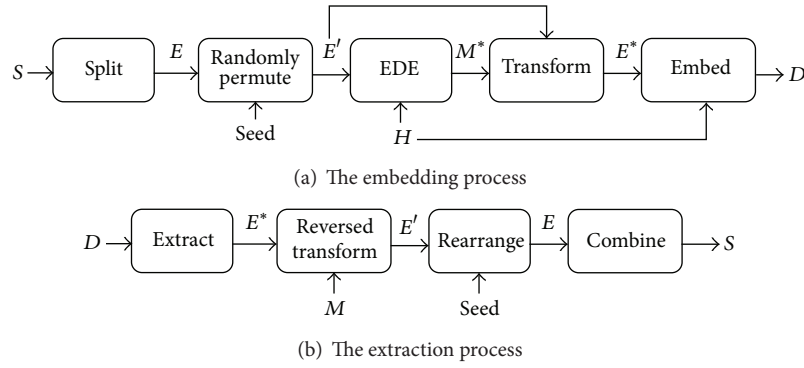 S Split E Randomly permute E′ EDE M* Transform E* Embed D
Seed H
(a) The embedding process
D Extract E* Reversed transform E′ Rearrange E Combine S
M Seed
(b) The extraction process